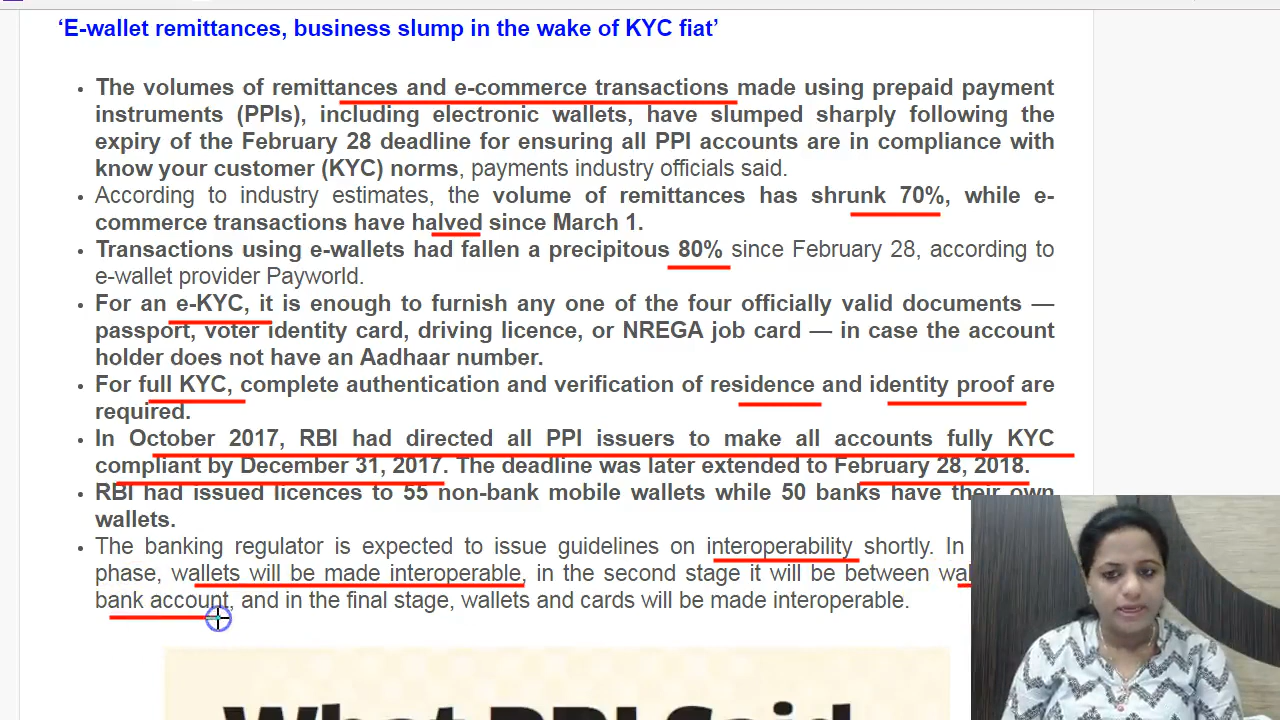 ‘E-wallet remittances, business slump in the wake of KYC fiat’
• The volumes of remittances and e-commerce transactions made using prepaid payment
instruments (PPIs), including electronic wallets, have slumped sharply following the
expiry of the February 28 deadline for ensuring all PPI accounts are in compliance with
know your customer (KYC) norms, payments industry officials said.
• According to industry estimates, the volume of remittances has shrunk 70%, while e-
commerce transactions have halved since March 1.
• Transactions using e-wallets had fallen a precipitous 80% since February 28, according to
e-wallet provider Payworld.
• For an e-KYC, it is enough to furnish any one of the four officially valid documents —
passport, voter identity card, driving licence, or NREGA job card — in case the account
holder does not have an Aadhaar number.
• For full KYC, complete authentication and verification of residence and identity proof are
required.
• In October 2017, RBI had directed all PPI issuers to make all accounts fully KYC
compliant by December 31, 2017. The deadline was later extended to February 28, 2018.
• RBI had issued licences to 55 non-bank mobile wallets while 50 banks have their own
wallets.
• The banking regulator is expected to issue guidelines on interoperability shortly. In
phase, wallets will be made interoperable, in the second stage it will be between
bank account, and in the final stage, wallets and cards will be made interoperable.
What RBI Said